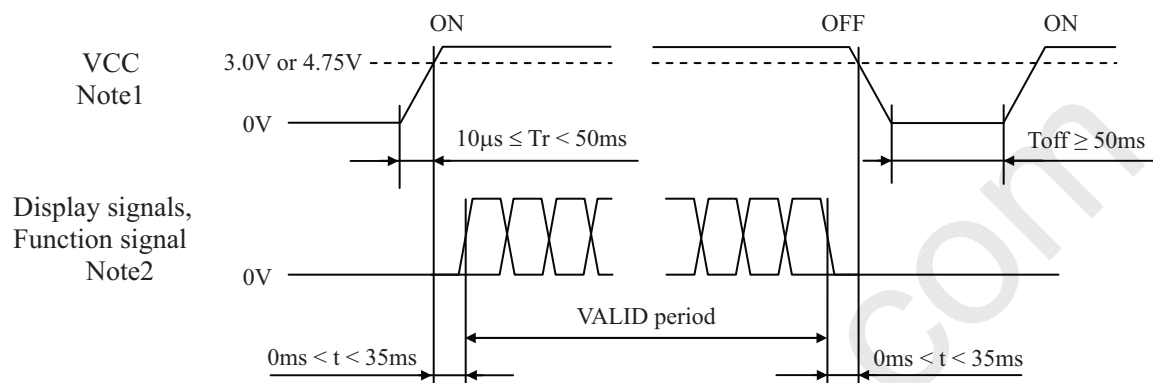 ON
OFF
ON
VCC
Note1
3.0V or 4.75V
0V
10µs ≤ Tr < 50ms
Toff ≥ 50ms
Display signals,
Function signal
Note2
0V
VALID period
0ms < t < 35ms
0ms < t < 35ms
com